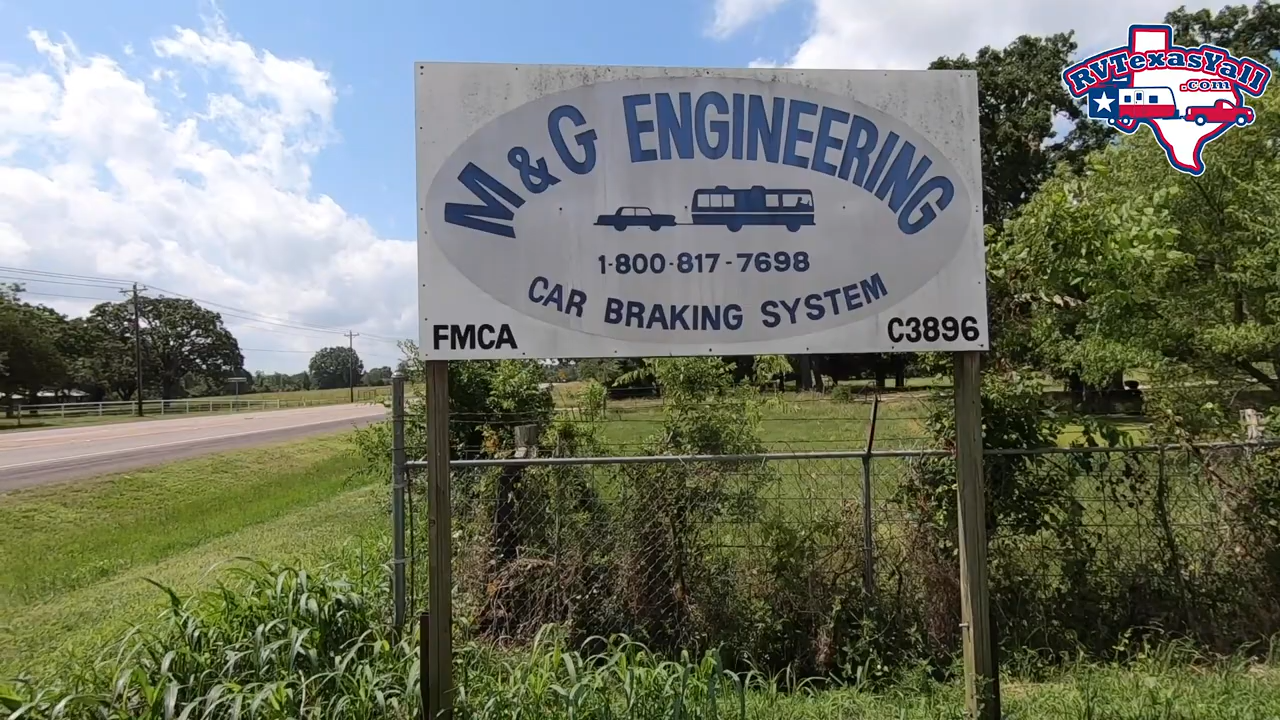 M & G ENGINEERING
1-800-817-7698
CAR BRAKING SYSTEM
FMCA
C3896
RVTexasYall
.com